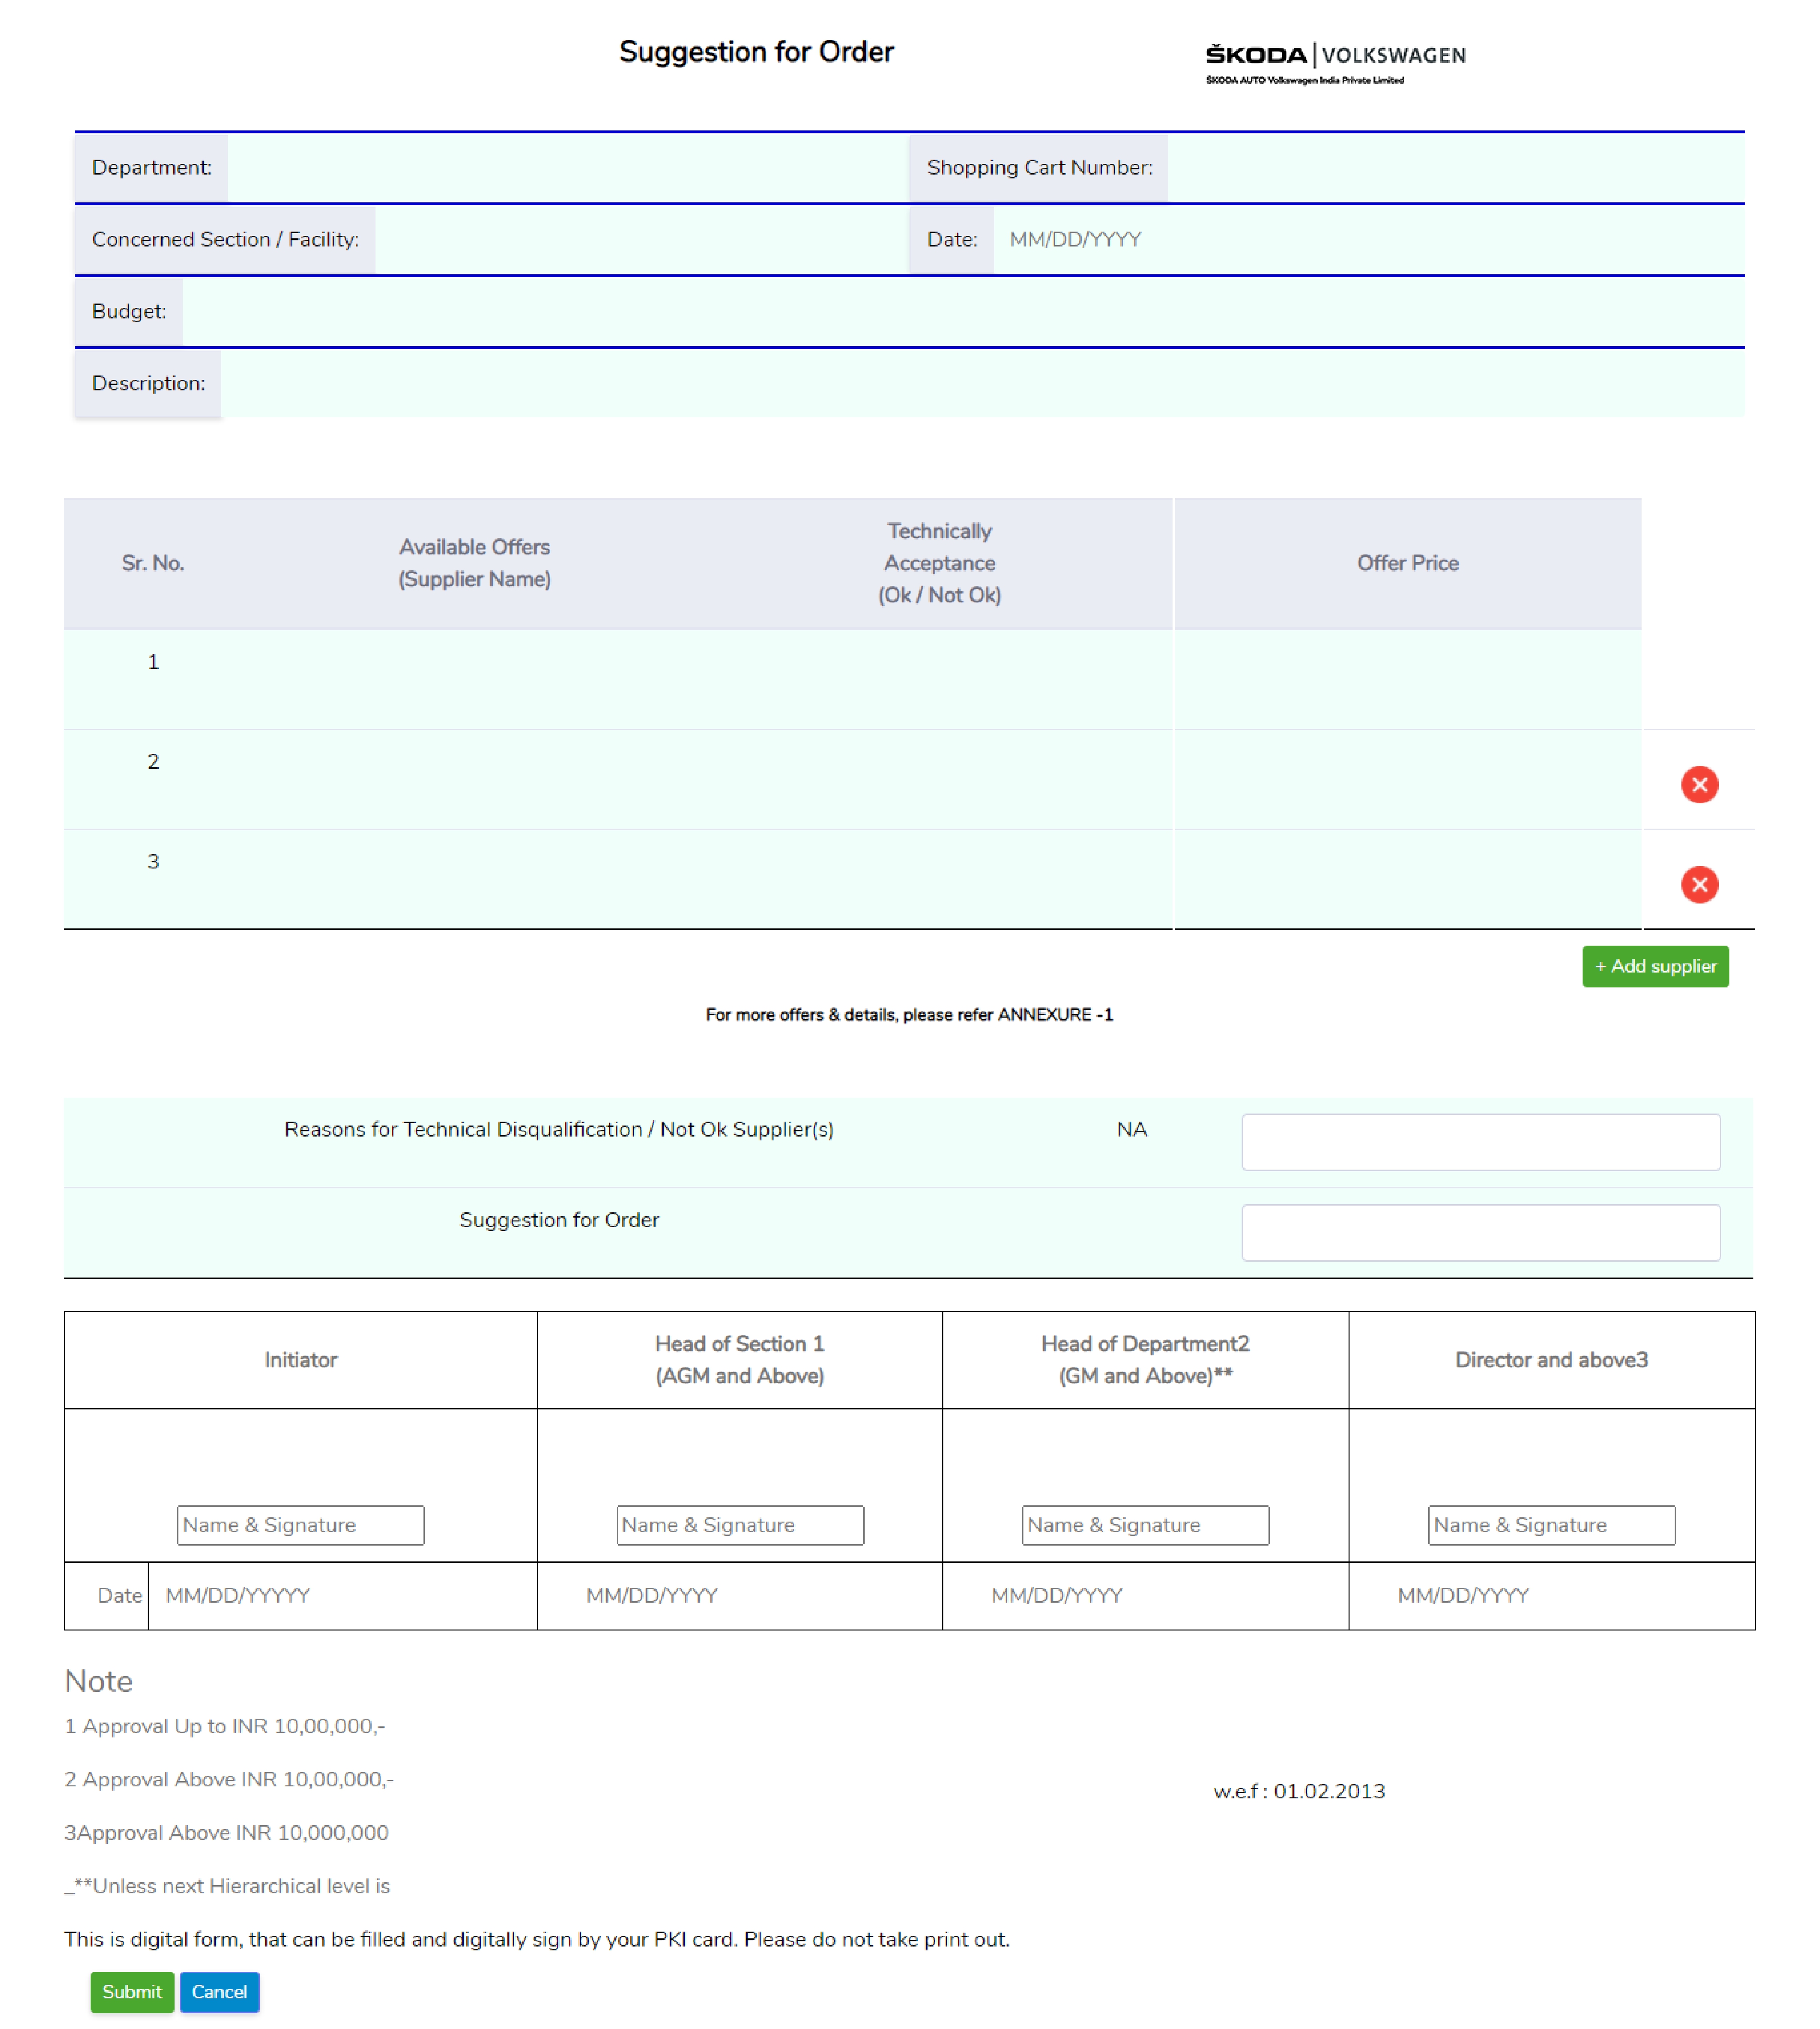 Suggestion for Order
ŠKODA | VOLKSWAGEN
ŠKODA AUTO Volkswagen India Private Limited
Department:
Shopping Cart Number:
Concerned Section / Facility:
Date: MM/DD/YYYY
Budget:
Description:
Sr. No.
Available Offers
(Supplier Name)
Technically
Acceptance
(Ok / Not Ok)
Offer Price
1
2
3
+ Add supplier
For more offers & details, please refer ANNEXURE -1
Reasons for Technical Disqualification / Not Ok Supplier(s)
NA
Suggestion for Order
Initiator
Head of Section 1
(AGM and Above)
Head of Department2
(GM and Above)**
Director and above3
Name & Signature
Name & Signature
Name & Signature
Name & Signature
Date
MM/DD/YYYYY
MM/DD/YYYY
MM/DD/YYYY
MM/DD/YYYY
Note
1 Approval Up to INR 10,00,000,-
2 Approval Above INR 10,00,000,-
w.e.f : 01.02.2013
3Approval Above INR 10,000,000
_**Unless next Hierarchical level is
This is digital form, that can be filled and digitally sign by your PKI card. Please do not take print out.
Submit
Cancel